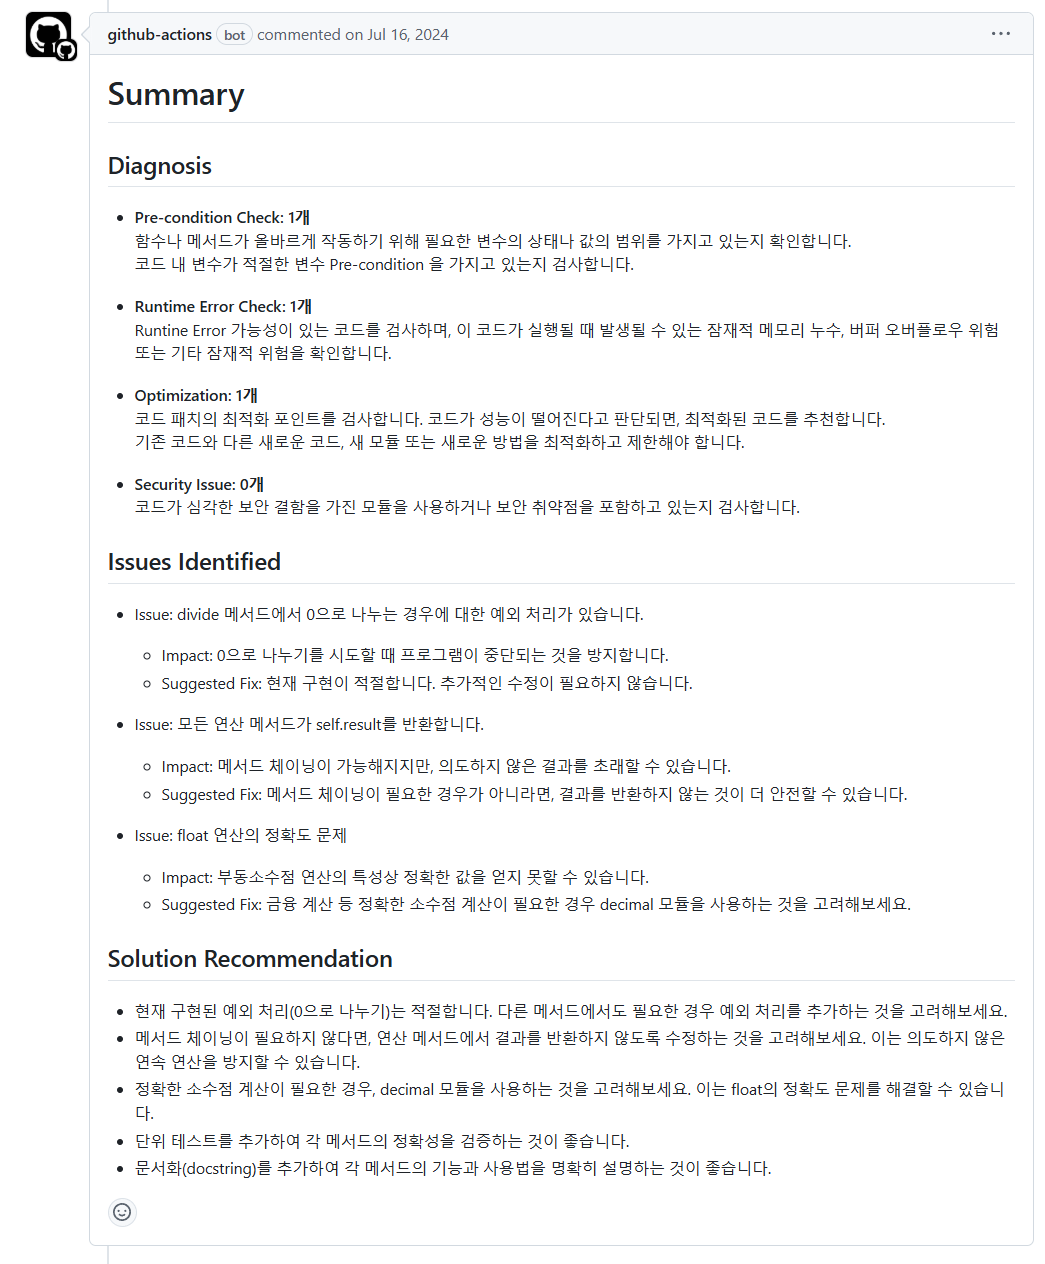 github-actions bot commented on Jul 16, 2024
Summary
Diagnosis
Pre-condition Check: 1개
함수나 메서드가 올바르게 작동하기 위해 필요한 변수의 상태나 값의 범위를 가지고 있는지 확인합니다.
코드 내 변수가 적절한 변수 Pre-condition 을 가지고 있는지 검사합니다.
Runtime Error Check: 1개
Runtine Error 가능성이 있는 코드를 검사하며, 이 코드가 실행될 때 발생될 수 있는 잠재적 메모리 누수, 버퍼 오버플로우 위험
또는 기타 잠재적 위험을 확인합니다.
Optimization: 1개
코드 패치의 최적화 포인트를 검사합니다. 코드가 성능이 떨어진다고 판단되면, 최적화된 코드를 추천합니다.
기존 코드와 다른 새로운 코드, 새 모듈 또는 새로운 방법을 최적화하고 제한해야 합니다.
Security Issue: 0개
코드가 심각한 보안 결함을 가진 모듈을 사용하거나 보안 취약점을 포함하고 있는지 검사합니다.
Issues Identified
Issue: divide 메서드에서 0으로 나누는 경우에 대한 예외 처리가 있습니다.
Impact: 0으로 나누기를 시도할 때 프로그램이 중단되는 것을 방지합니다.
Suggested Fix: 현재 구현이 적절합니다. 추가적인 수정이 필요하지 않습니다.
Issue: 모든 연산 메서드가 self.result를 반환합니다.
Impact: 메서드 체이닝이 가능해지지만, 의도하지 않은 결과를 초래할 수 있습니다.
Suggested Fix: 메서드 체이닝이 필요한 경우가 아니라면, 결과를 반환하지 않는 것이 더 안전할 수 있습니다.
Issue: float 연산의 정확도 문제
Impact: 부동소수점 연산의 특성상 정확한 값을 얻지 못할 수 있습니다.
Suggested Fix: 금융 계산 등 정확한 소수점 계산이 필요한 경우 decimal 모듈을 사용하는 것을 고려해보세요.
Solution Recommendation
현재 구현된 예외 처리(0으로 나누기)는 적절합니다. 다른 메서드에서도 필요한 경우 예외 처리를 추가하는 것을 고려해보세요.
메서드 체이닝이 필요하지 않다면, 연산 메서드에서 결과를 반환하지 않도록 수정하는 것을 고려해보세요. 이는 의도하지 않은
연속 연산을 방지할 수 있습니다.
정확한 소수점 계산이 필요한 경우, decimal 모듈을 사용하는 것을 고려해보세요. 이는 float의 정확도 문제를 해결할 수 있습니
다.
단위 테스트를 추가하여 각 메서드의 정확성을 검증하는 것이 좋습니다.
문서화(docstring)를 추가하여 각 메서드의 기능과 사용법을 명확히 설명하는 것이 좋습니다.